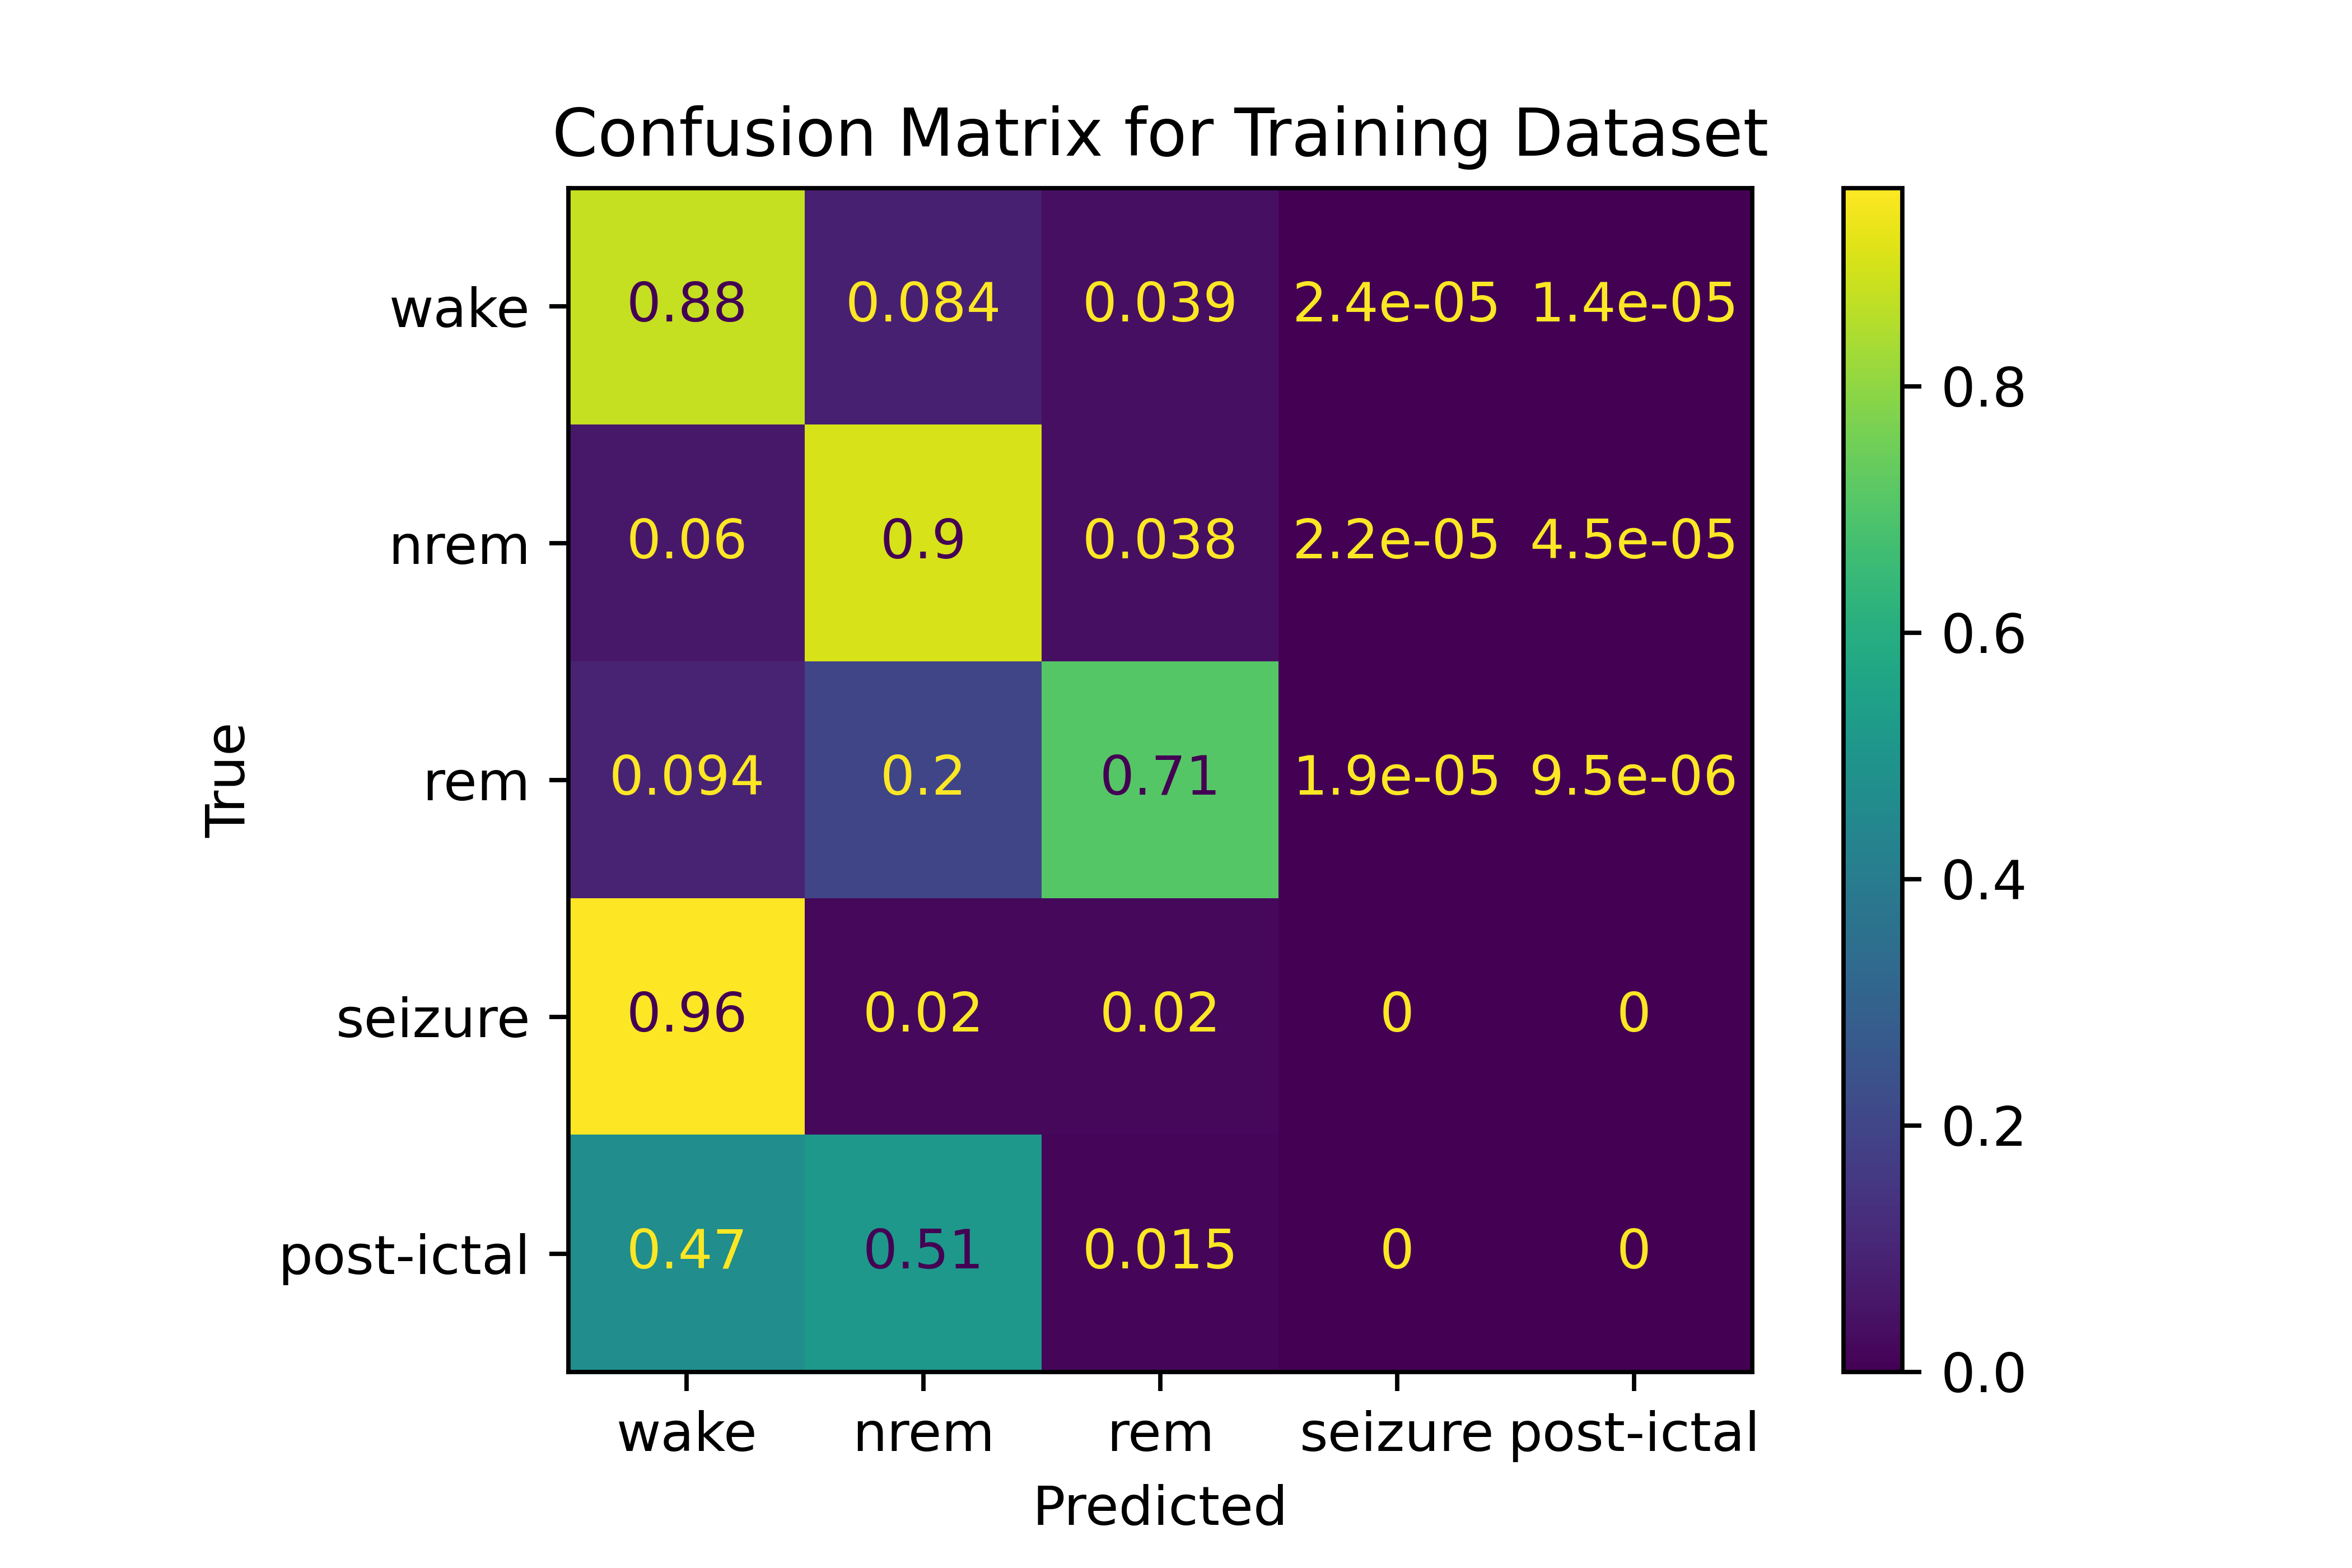 Confusion Matrix for Training Dataset
wake 0.88 0.084 0.039 2.4e-05 1.4e-05
nrem 0.06 0.9 0.038 2.2e-05 4.5e-05
rem 0.094 0.2 0.71 1.9e-05 9.5e-06
seizure 0.96 0.02 0.02 0 0
post-ictal 0.47 0.51 0.015 0 0
True
wake nrem rem seizure post-ictal
Predicted
0.8
0.6
0.4
0.2
0.0